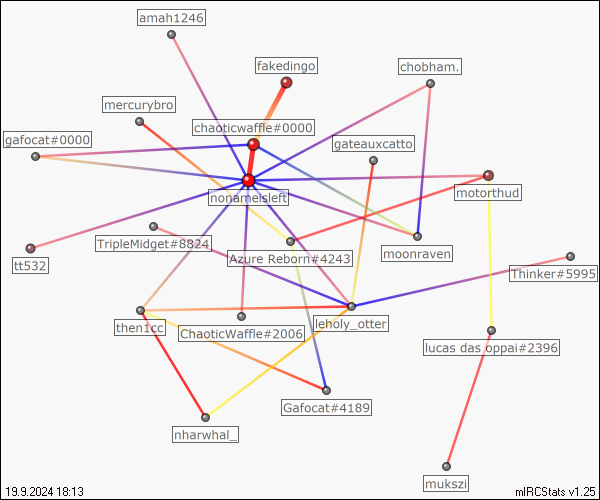 amah1246
fakedingo
chobham.
mercurybro
chaoticwaffle#0000
gafocat#0000
gateauxcatto
motorthud
nonameisleft
TripleMidget#8824
Azure Reborn#4243
moonraven
tt532
Thinker#5995
then1cc
ChaoticWaffle#2006
leholy_otter
lucas das oppai#2396
Gafocat#4189
nharwhal_
mukszi
19.9.2024 18:13
mIRCStats v1.25